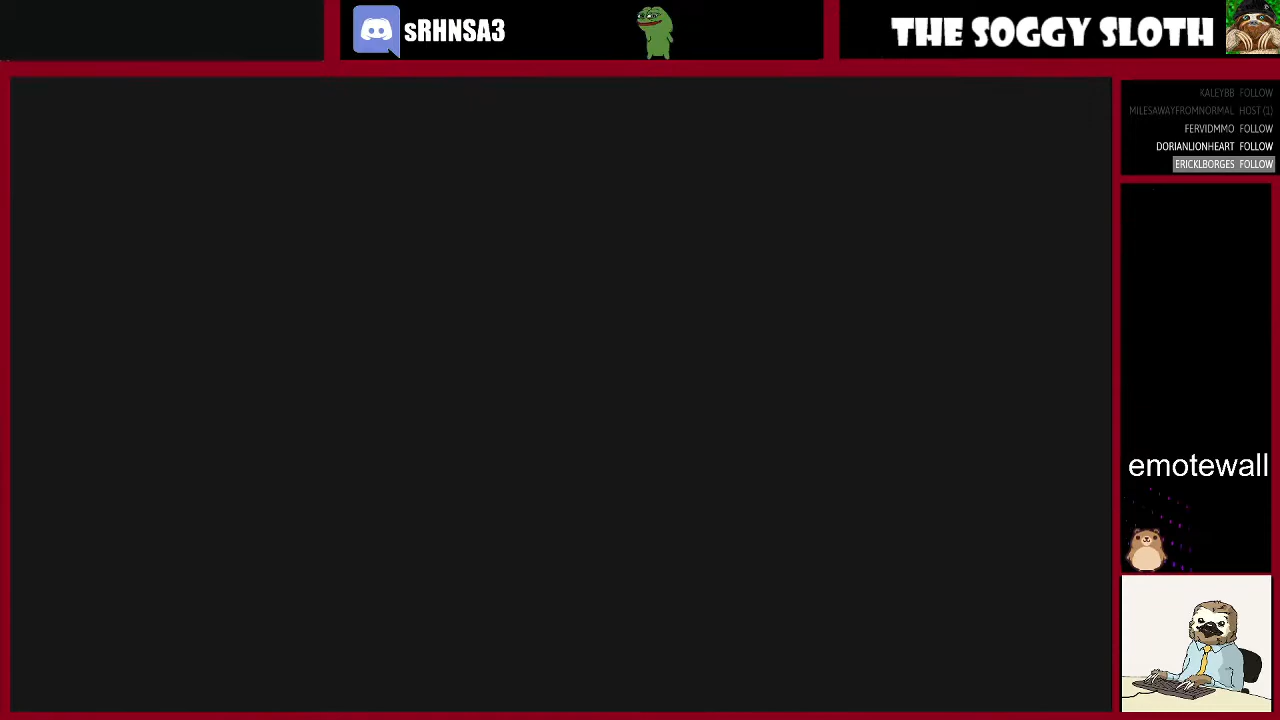 sRHNSA3
THE SOGGY SLOTH
KALEYBB FOLLOW
MILESAWAYFROMNORMAL HOST (1)
FERVIDMMO FOLLOW
DORIANLIONHEART FOLLOW
ERICKLBORGES FOLLOW
emotewall